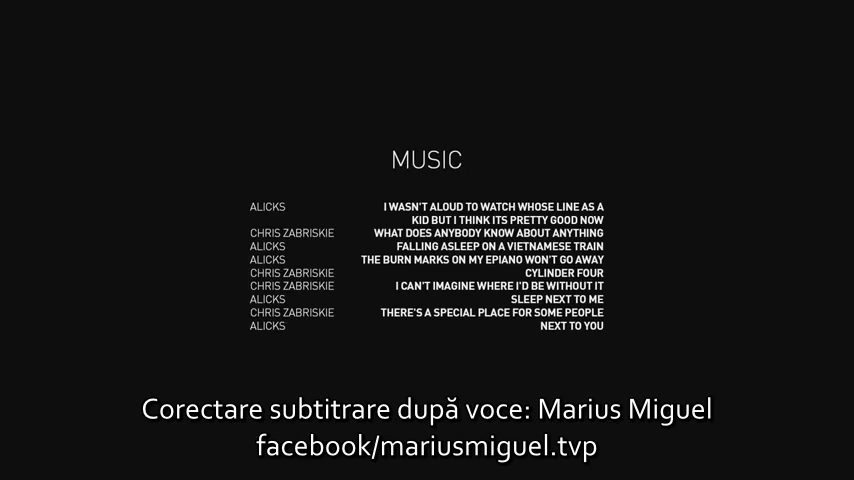 MUSIC
ALICKS I WASN'T ALOUD TO WATCH WHOSE LINE AS A
KID BUT I THINK ITS PRETTY GOOD NOW
CHRIS ZABRISKIE WHAT DOES ANYBODY KNOW ABOUT ANYTHING
ALICKS FALLING ASLEEP ON A VIETNAMESE TRAIN
ALICKS THE BURN MARKS ON MY EPIANO WON'T GO AWAY
CHRIS ZABRISKIE CYLINDER FOUR
CHRIS ZABRISKIE I CAN'T IMAGINE WHERE I'D BE WITHOUT IT
ALICKS SLEEP NEXT TO ME
CHRIS ZABRISKIE THERE'S A SPECIAL PLACE FOR SOME PEOPLE
ALICKS NEXT TO YOU
Corectare subtitrare după voce: Marius Miguel
facebook/mariusmiguel.tvp